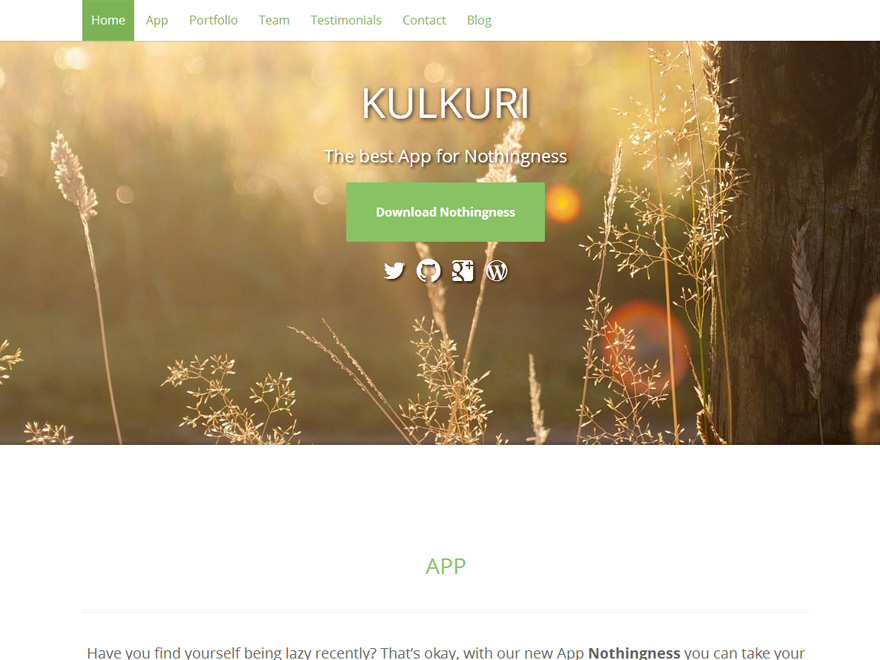 Home App Portfolio Team Testimonials Contact Blog
KULKURI
The best App for Nothingness
Download Nothingness
APP
Have you find yourself being lazy recently? That's okay, with our new App Nothingness you can take your